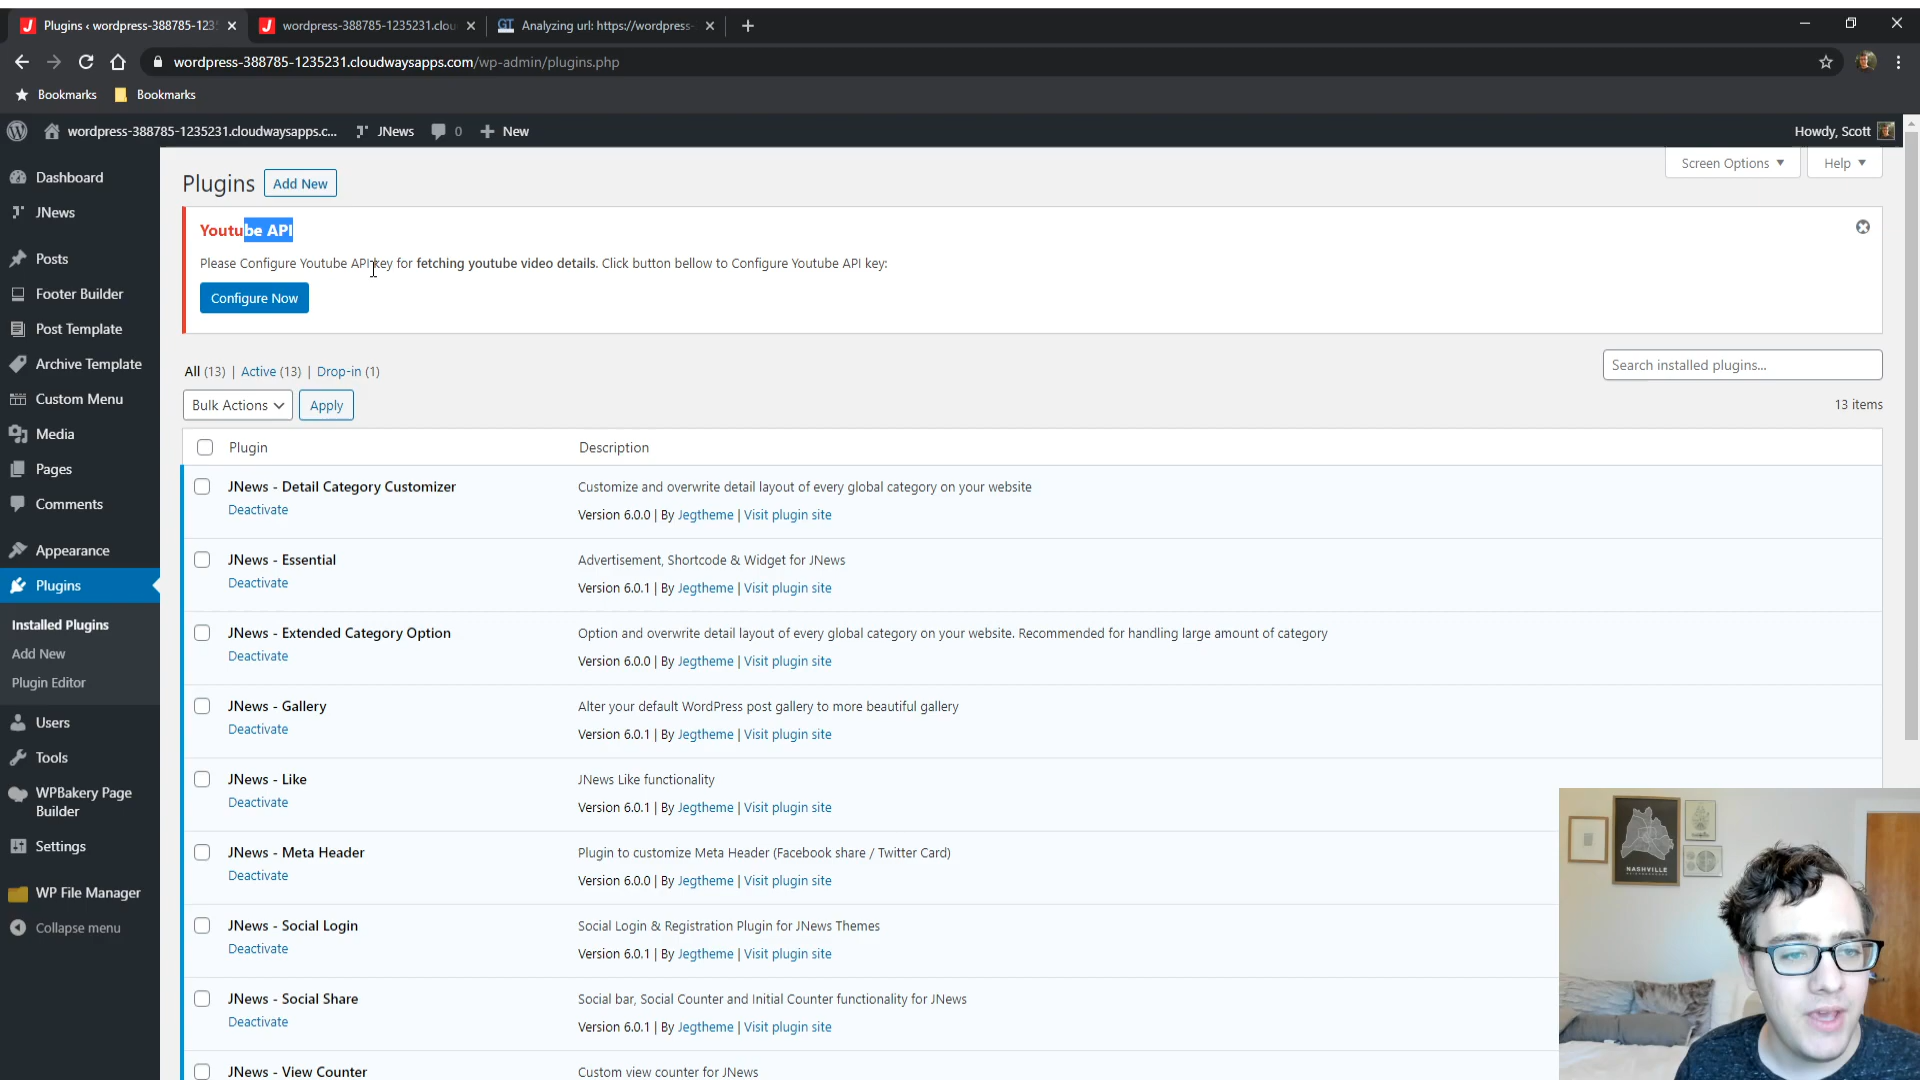 Plugins ‹ wordpress-388785-123
wordpress-388785-1235231.clou
GT
Analyzing url: https://wordpress-
wordpress-388785-1235231.cloudwaysapps.com/wp-admin/plugins.php
Bookmarks
Bookmarks
wordpress-388785-1235231.cloudwaysapps.c...
JNews
0
New
Howdy, Scott
Screen Options
Help
Dashboard
JNews
Posts
Footer Builder
Post Template
Archive Template
Custom Menu
Media
Pages
Comments
Appearance
Plugins
Installed Plugins
Add New
Plugin Editor
Users
Tools
WPBakery Page
Builder
Settings
WP File Manager
Collapse menu
Plugins
Add New
Youtube API
Please Configure Youtube API key for fetching youtube video details. Click button bellow to Configure Youtube API key:
Configure Now
All (13) | Active (13) | Drop-in (1)
Search installed plugins...
Bulk Actions
Apply
13 items
Plugin
Description
JNews - Detail Category Customizer
Customize and overwrite detail layout of every global category on your website
Deactivate
Version 6.0.0 | By Jegtheme | Visit plugin site
JNews - Essential
Advertisement, Shortcode & Widget for JNews
Deactivate
Version 6.0.1 | By Jegtheme | Visit plugin site
JNews - Extended Category Option
Option and overwrite detail layout of every global category on your website. Recommended for handling large amount of category
Deactivate
Version 6.0.0 | By Jegtheme | Visit plugin site
JNews - Gallery
Alter your default WordPress post gallery to more beautiful gallery
Deactivate
Version 6.0.1 | By Jegtheme | Visit plugin site
JNews - Like
JNews Like functionality
Deactivate
Version 6.0.1 | By Jegtheme | Visit plugin site
JNews - Meta Header
Plugin to customize Meta Header (Facebook share / Twitter Card)
Deactivate
Version 6.0.0 | By Jegtheme | Visit plugin site
JNews - Social Login
Social Login & Registration Plugin for JNews Themes
Deactivate
Version 6.0.1 | By Jegtheme | Visit plugin site
JNews - Social Share
Social bar, Social Counter and Initial Counter functionality for JNews
Deactivate
Version 6.0.1 | By Jegtheme | Visit plugin site
JNews - View Counter
Custom view counter for JNews
NASHVILLE